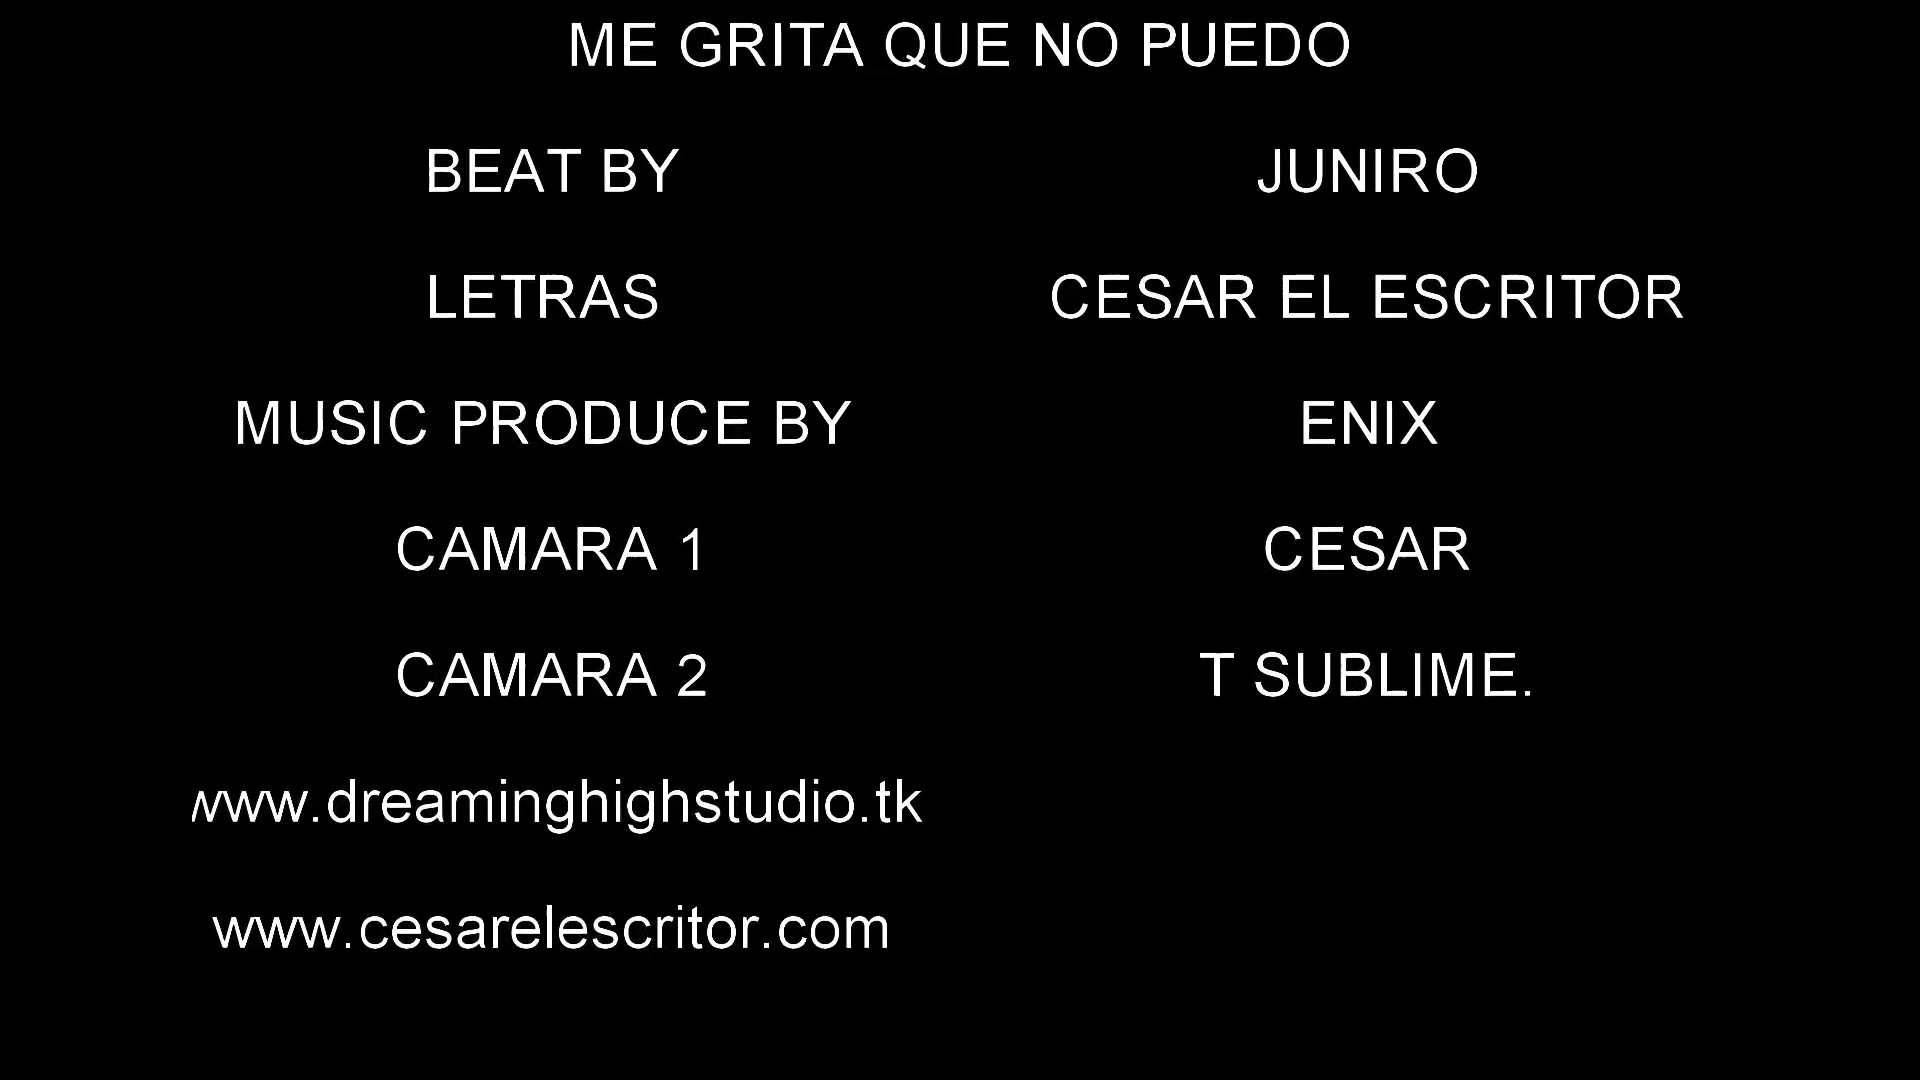 ME GRITA QUE NO PUEDO
BEAT BY JUNIRO
LETRAS CESAR EL ESCRITOR
MUSIC PRODUCE BY ENIX
CAMARA 1 CESAR
CAMARA 2 T SUBLIME.
www.dreaminghighstudio.tk
www.cesarelescritor.com